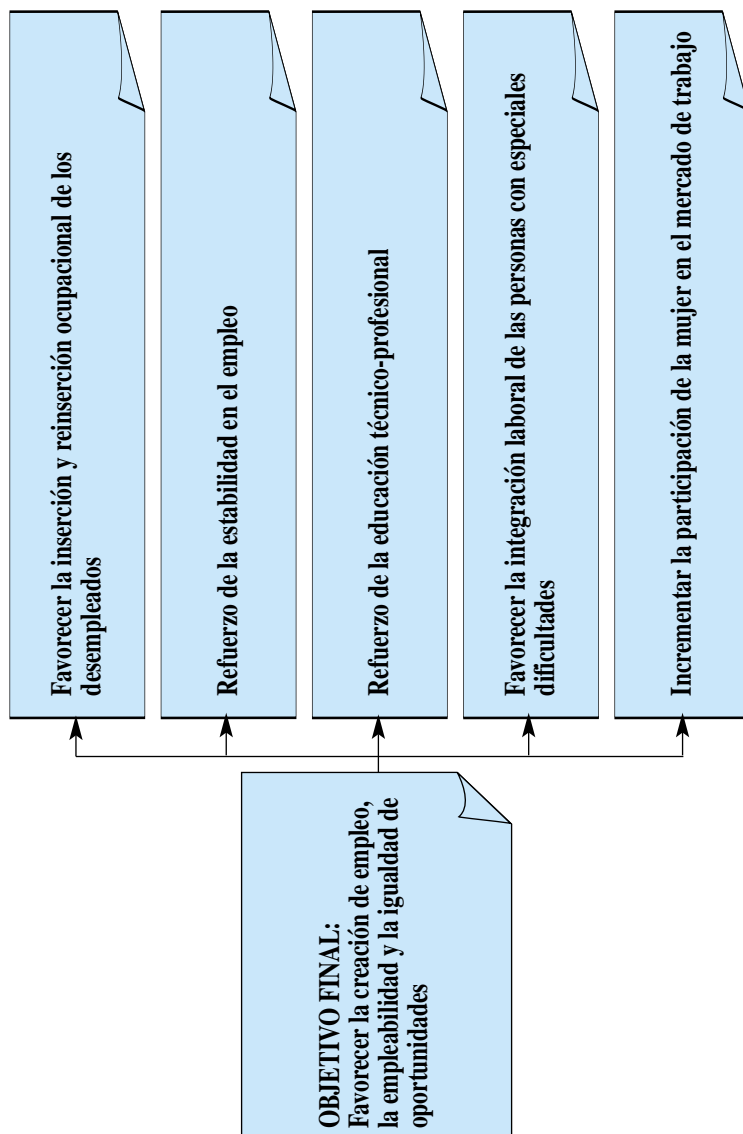 OBJETIVO FINAL:
Favorecer la creación de empleo,
la empleabilidad y la igualdad de
oportunidades
Favorecer la inserción y reinserción ocupacional de los
desempleados
Refuerzo de la estabilidad en el empleo
Refuerzo de la educación técnico-profesional
Favorecer la integración laboral de las personas con especiales
dificultades
Incrementar la participación de la mujer en el mercado de trabajo